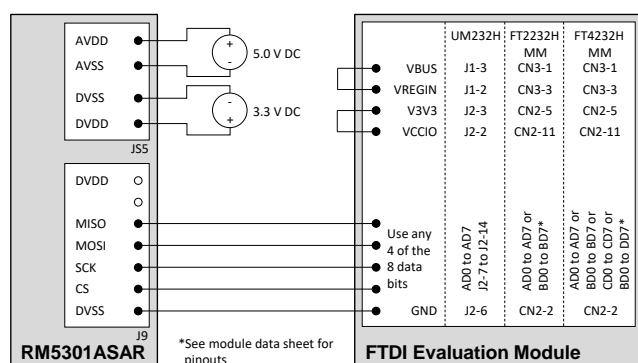 AVDD
AVSS
DVSS
DVDD
JS5
+
-
5.0 V DC
-
+
3.3 V DC
DVDD
MISO
MOSI
SCK
CS
DVSS
J9
RM5301ASAR
*See module data sheet for
pinouts
UM232H FT2232H FT4232H
MM MM
VBUS J1-3 CN3-1 CN3-1
VREGIN J1-2 CN3-3 CN3-3
V3V3 J2-3 CN2-5 CN2-5
VCCIO J2-2 CN2-11 CN2-11
Use any
4 of the
8 data
bits
AD0 to AD7
J2-7 to J2-14
AD0 to AD7 or
BD0 to BD7*
AD0 to AD7 or
BD0 to BD7 or
CD0 to CD7 or
BD0 to DD7*
GND J2-6 CN2-2 CN2-2
FTDI Evaluation Module